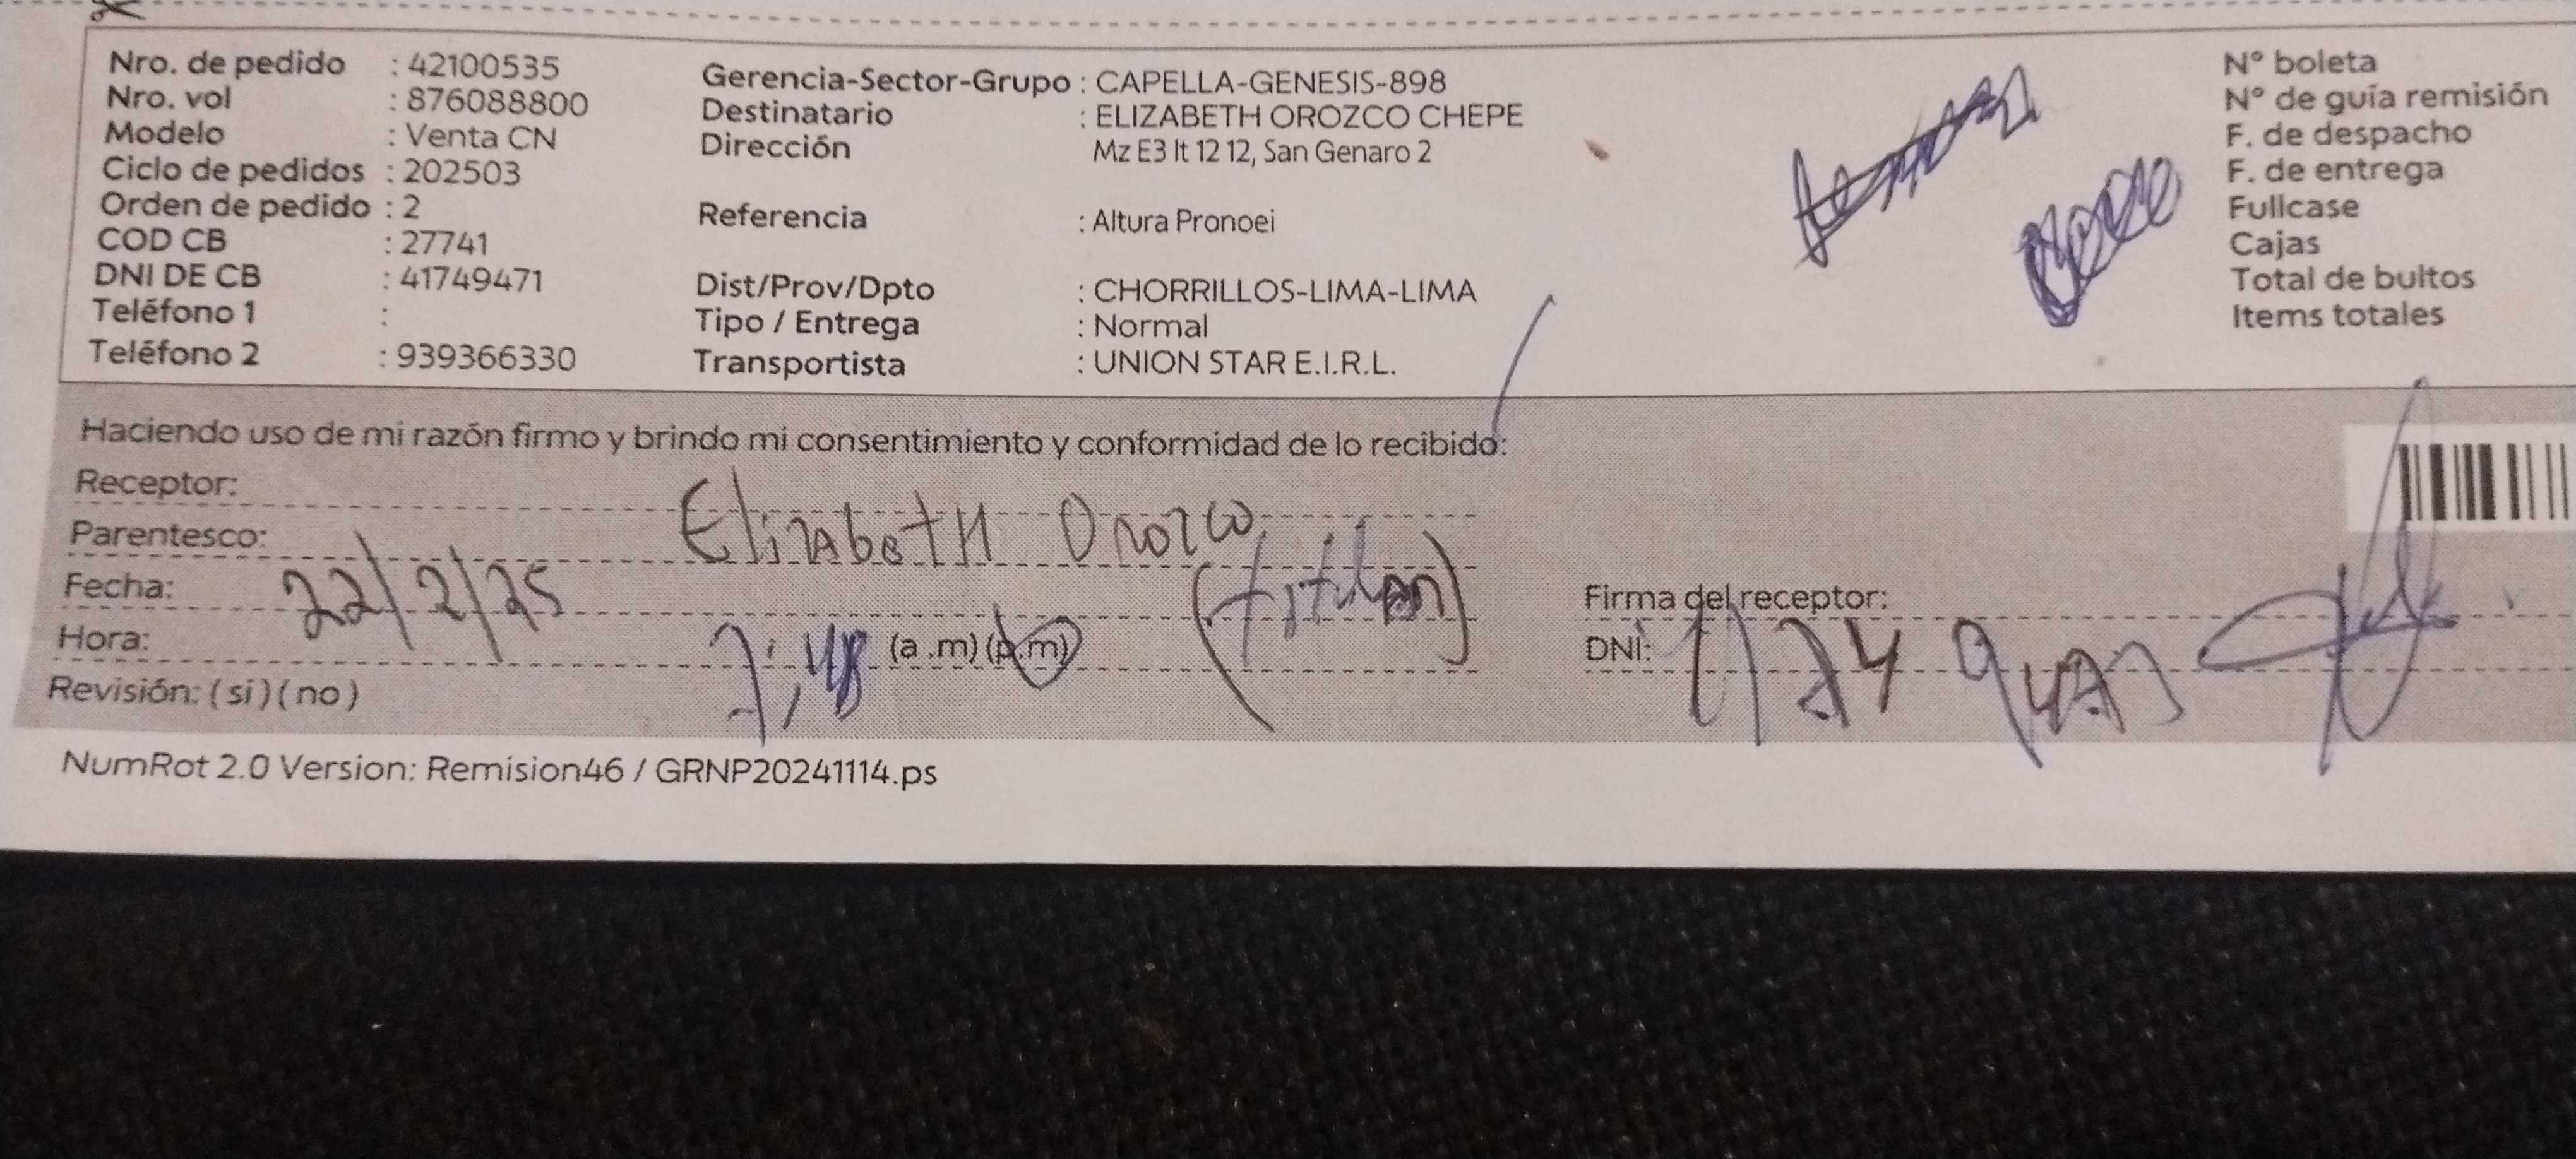 Nro. de pedido : 42100535
Nro. vol : 876088800
Modelo : Venta CN
Ciclo de pedidos : 202503
Orden de pedido : 2
COD CB : 27741
DNI DE CB : 41749471
Teléfono 1 :
Teléfono 2 : 939366330
Gerencia-Sector-Grupo : CAPELLA-GENESIS-898
Destinatario : ELIZABETH OROZCO CHEPE
Dirección Mz E3 lt 12 12, San Genaro 2
Referencia : Altura Pronoei
Dist/Prov/Dpto : CHORRILLOS-LIMA-LIMA
Tipo / Entrega : Normal
Transportista : UNION STAR E.I.R.L.
N° boleta
N° de guía remisión
F. de despacho
F. de entrega
Fullcase
Cajas
Total de bultos
Items totales
Haciendo uso de mi razón firmo y brindo mi consentimiento y conformidad de lo recibido:
Receptor:
Elizabeth Orozco
Parentesco:
Fecha: 22/2/25
Hora: 7:48 (a .m) (p.m)
Revisión: ( si ) ( no )
Firma del receptor:
DNI:
NumRot 2.0 Version: Remision46 / GRNP20241114.ps